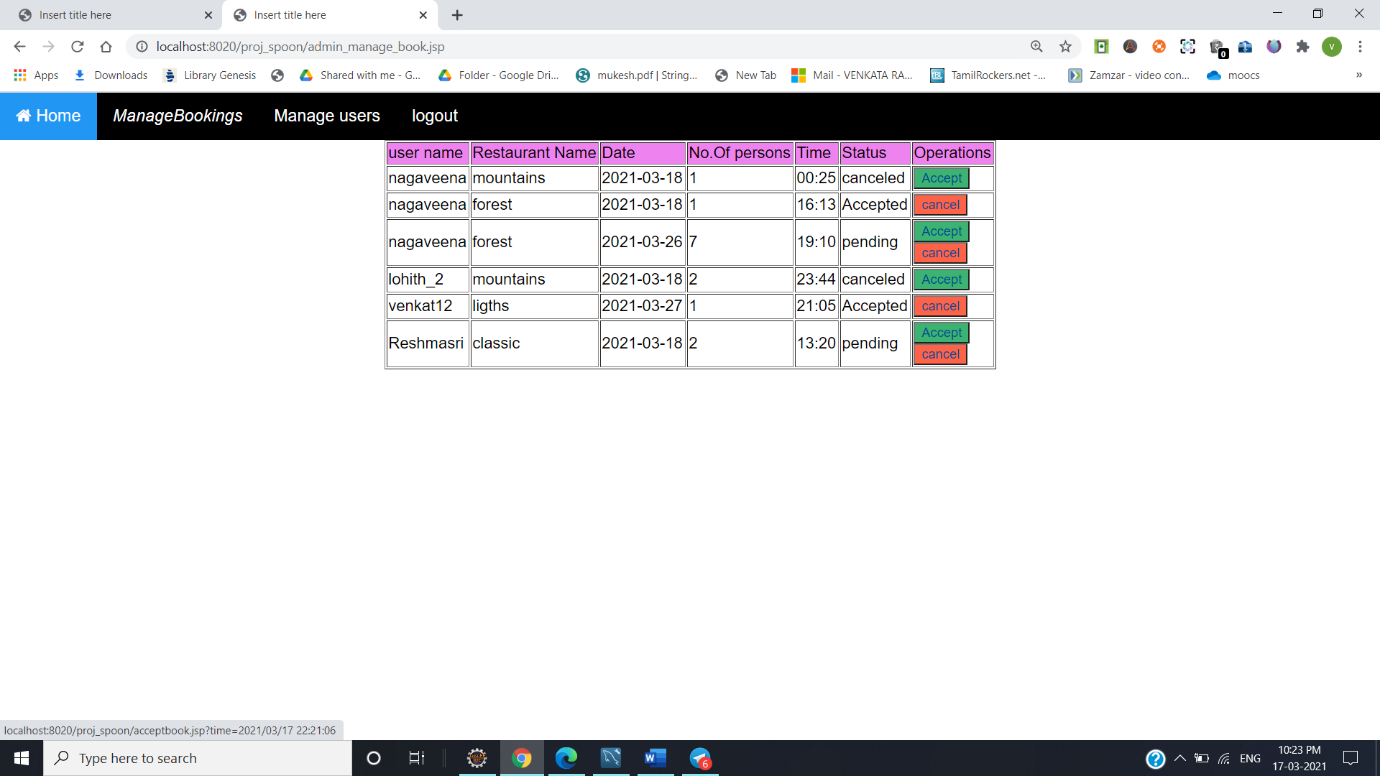 Insert title here
Insert title here
localhost:8020/proj_spoon/admin_manage_book.jsp
Apps Downloads Library Genesis Shared with me - G... Folder - Google Dri... mukesh.pdf | String... New Tab Mail - VENKATA RA... TamilRockers.net -... Zamzar - video con... moocs »
Home ManageBookings Manage users logout
user name Restaurant Name Date No.Of persons Time Status Operations
nagaveena mountains 2021-03-18 1 00:25 canceled Accept
nagaveena forest 2021-03-18 1 16:13 Accepted cancel
nagaveena forest 2021-03-26 7 19:10 pending Accept
cancel
lohith_2 mountains 2021-03-18 2 23:44 canceled Accept
venkat12 ligths 2021-03-27 1 21:05 Accepted cancel
Reshmasri classic 2021-03-18 2 13:20 pending Accept
cancel
localhost:8020/proj_spoon/acceptbook.jsp?time=2021/03/17 22:21:06
Type here to search
ENG
10:23 PM
17-03-2021